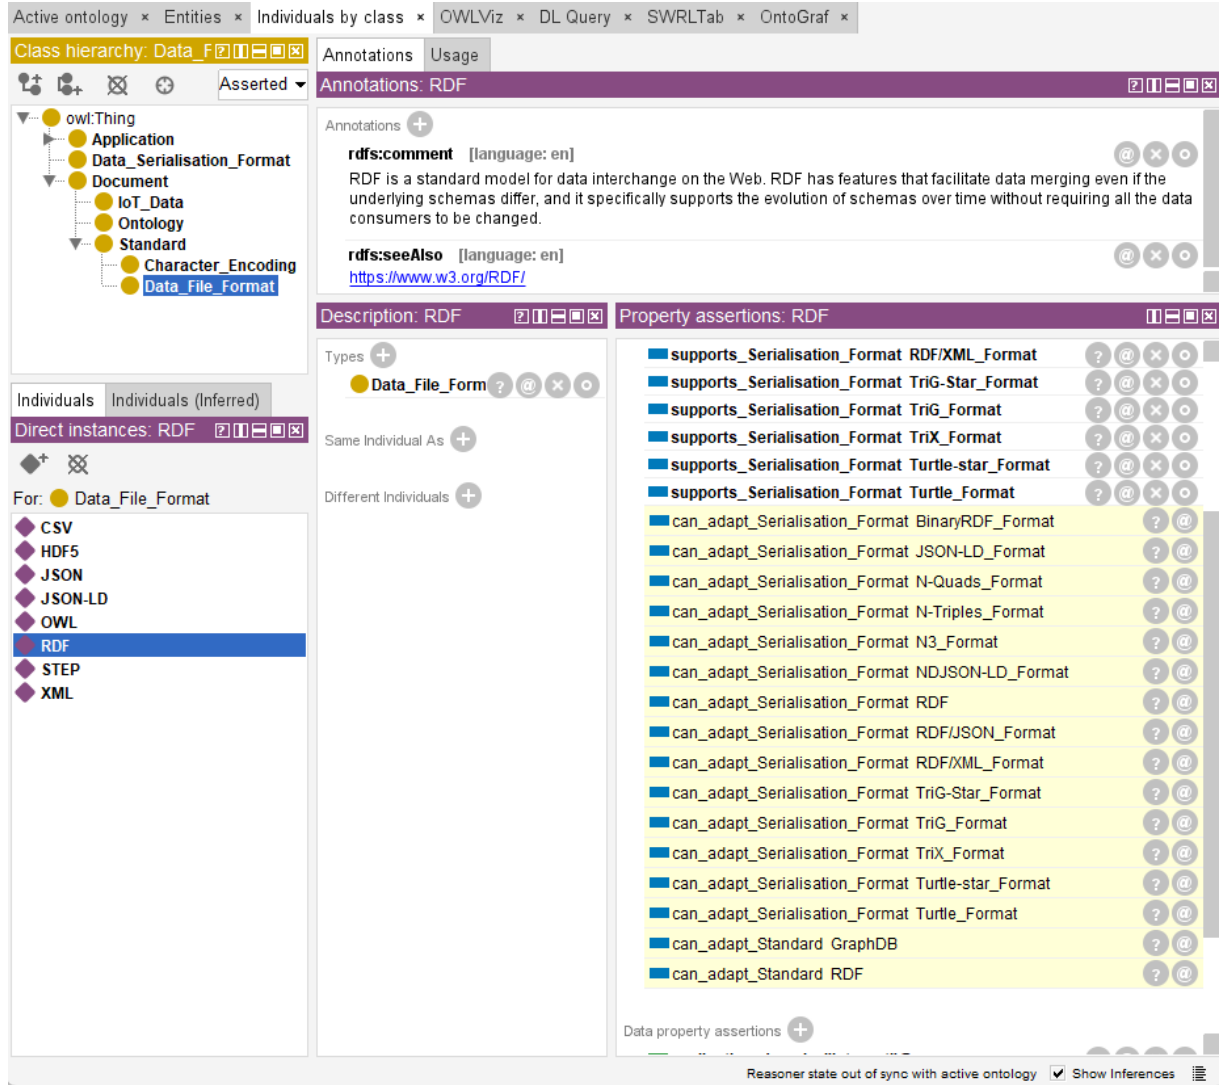 Active ontology × Entities × Individuals by class × OWLViz × DL Query × SWRLTab × OntoGraf ×
Class hierarchy: Data_F
Asserted
owl:Thing
Application
Data_Serialisation_Format
Document
IoT_Data
Ontology
Standard
Character_Encoding
Data_File_Format
Individuals Individuals (Inferred)
Direct instances: RDF
For: Data_File_Format
CSV
HDF5
JSON
JSON-LD
OWL
RDF
STEP
XML
Annotations Usage
Annotations: RDF
Annotations
rdfs:comment [language: en]
RDF is a standard model for data interchange on the Web. RDF has features that facilitate data merging even if the
underlying schemas differ, and it specifically supports the evolution of schemas over time without requiring all the data
consumers to be changed.
rdfs:seeAlso [language: en]
https://www.w3.org/RDF/
Description: RDF
Types
Data_File_Form
Same Individual As
Different Individuals
Property assertions: RDF
supports_Serialisation_Format RDF/XML_Format
supports_Serialisation_Format TriG-Star_Format
supports_Serialisation_Format TriG_Format
supports_Serialisation_Format TriX_Format
supports_Serialisation_Format Turtle-star_Format
supports_Serialisation_Format Turtle_Format
can_adapt_Serialisation_Format BinaryRDF_Format
can_adapt_Serialisation_Format JSON-LD_Format
can_adapt_Serialisation_Format N-Quads_Format
can_adapt_Serialisation_Format N-Triples_Format
can_adapt_Serialisation_Format N3_Format
can_adapt_Serialisation_Format NDJSON-LD_Format
can_adapt_Serialisation_Format RDF
can_adapt_Serialisation_Format RDF/JSON_Format
can_adapt_Serialisation_Format RDF/XML_Format
can_adapt_Serialisation_Format TriG-Star_Format
can_adapt_Serialisation_Format TriG_Format
can_adapt_Serialisation_Format TriX_Format
can_adapt_Serialisation_Format Turtle-star_Format
can_adapt_Serialisation_Format Turtle_Format
can_adapt_Standard GraphDB
can_adapt_Standard RDF
Data property assertions
Reasoner state out of sync with active ontology Show Inferences